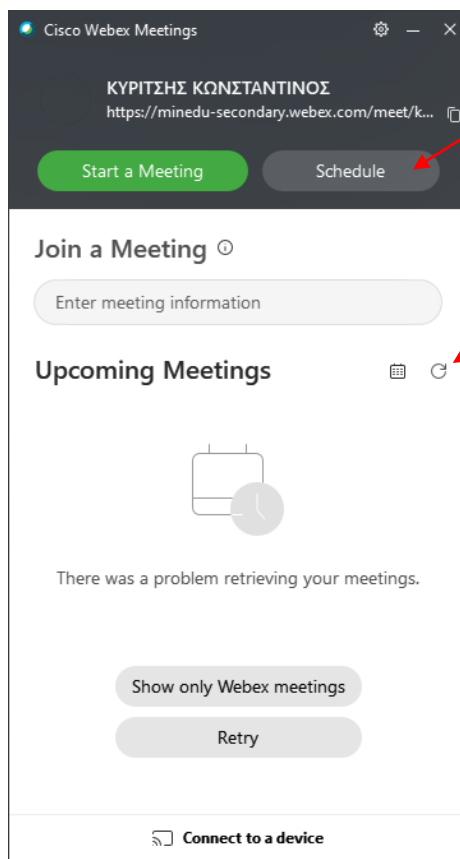 Cisco Webex Meetings
ΚΥΡΙΤΣΗΣ ΚΩΝΣΤΑΝΤΙΝΟΣ
https://minedu-secondary.webex.com/meet/k...
Start a Meeting
Schedule
Join a Meeting
Enter meeting information
Upcoming Meetings
There was a problem retrieving your meetings.
Show only Webex meetings
Retry
Connect to a device